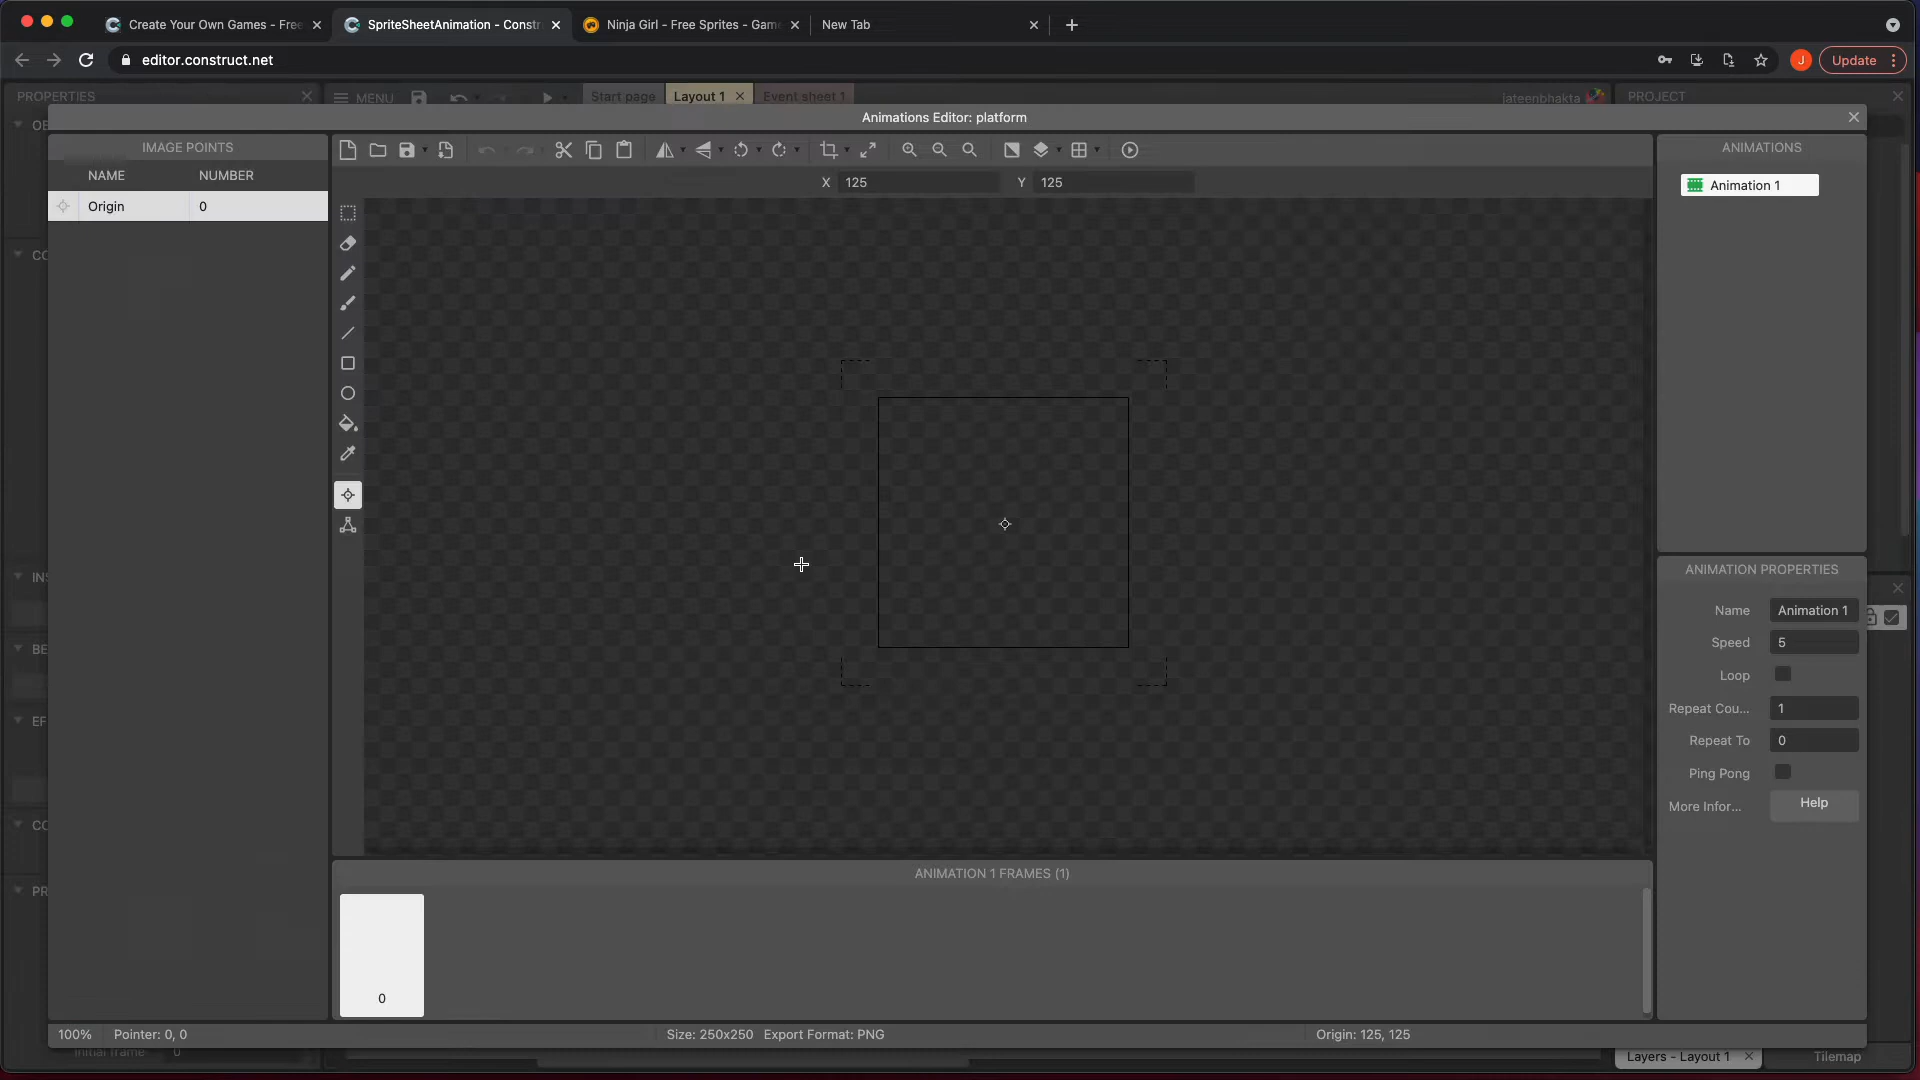 Create Your Own Games - Free
SpriteSheetAnimation - Constr
Ninja Girl - Free Sprites - Gam
New Tab
editor.construct.net
J
Update
PROPERTIES
MENU
Start page
Layout 1
Event sheet 1
jateenbhakta
PROJECT
Animations Editor: platform
IMAGE POINTS
NAME
NUMBER
Origin
0
X
125
Y
125
ANIMATIONS
Animation 1
ANIMATION PROPERTIES
Name
Animation 1
Speed
5
Loop
Repeat Cou...
1
Repeat To
0
Ping Pong
More Infor...
Help
ANIMATION 1 FRAMES (1)
0
100%
Pointer: 0, 0
Size: 250x250
Export Format: PNG
Origin: 125, 125
Initial frame
0
Layers - Layout 1
Tilemap